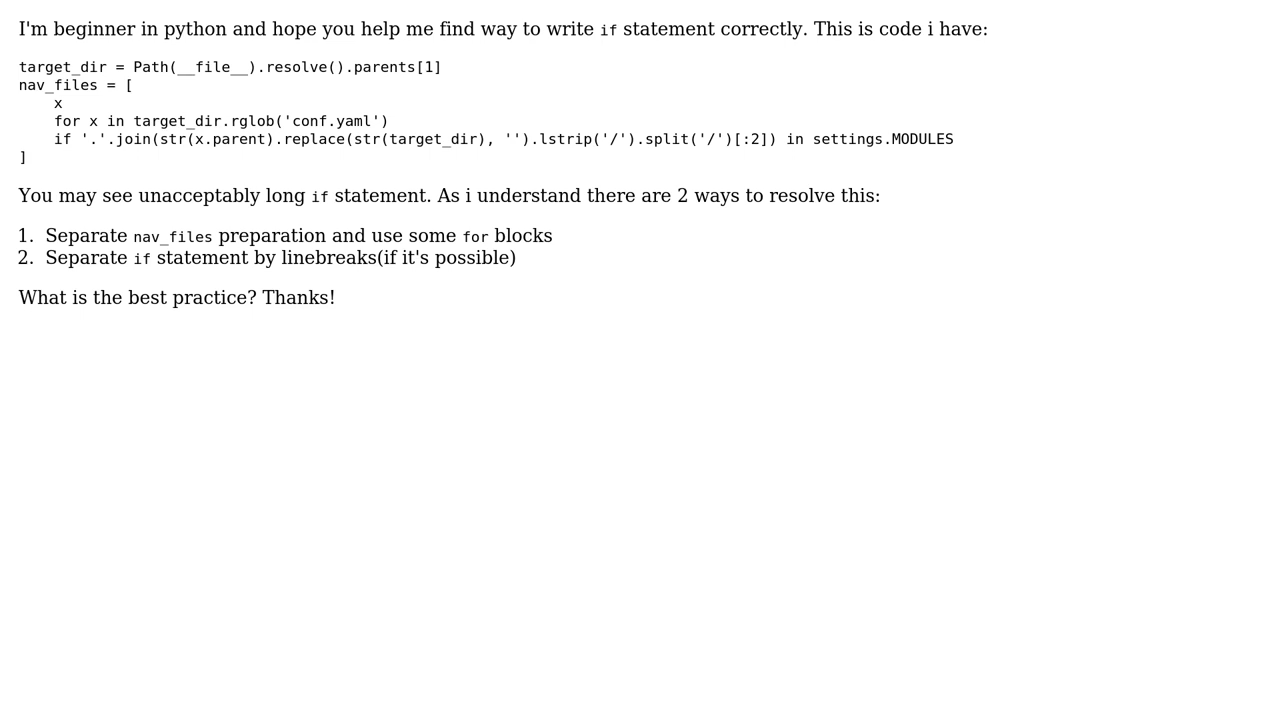 I'm beginner in python and hope you help me find way to write if statement correctly. This is code i have:
target_dir = Path(__file__).resolve().parents[1]
nav_files = [
    x
    for x in target_dir.rglob('conf.yaml')
    if '.'.join(str(x.parent).replace(str(target_dir), '').lstrip('/').split('/')[:2]) in settings.MODULES
]
You may see unacceptably long if statement. As i understand there are 2 ways to resolve this:
1. Separate nav_files preparation and use some for blocks
2. Separate if statement by linebreaks(if it's possible)
What is the best practice? Thanks!